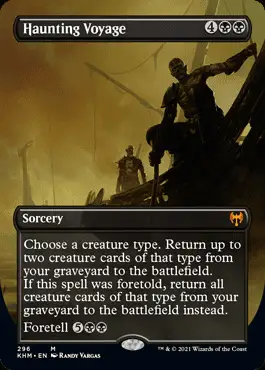 Haunting Voyage 4
Sorcery
Choose a creature type. Return up to
two creature cards of that type from
your graveyard to the battlefield.
If this spell was foretold, return all
creature cards of that type from your
graveyard to the battlefield instead.
Foretell 5
296 M
KHM • EN RANDY VARGAS
™ & © 2021 Wizards of the Coast